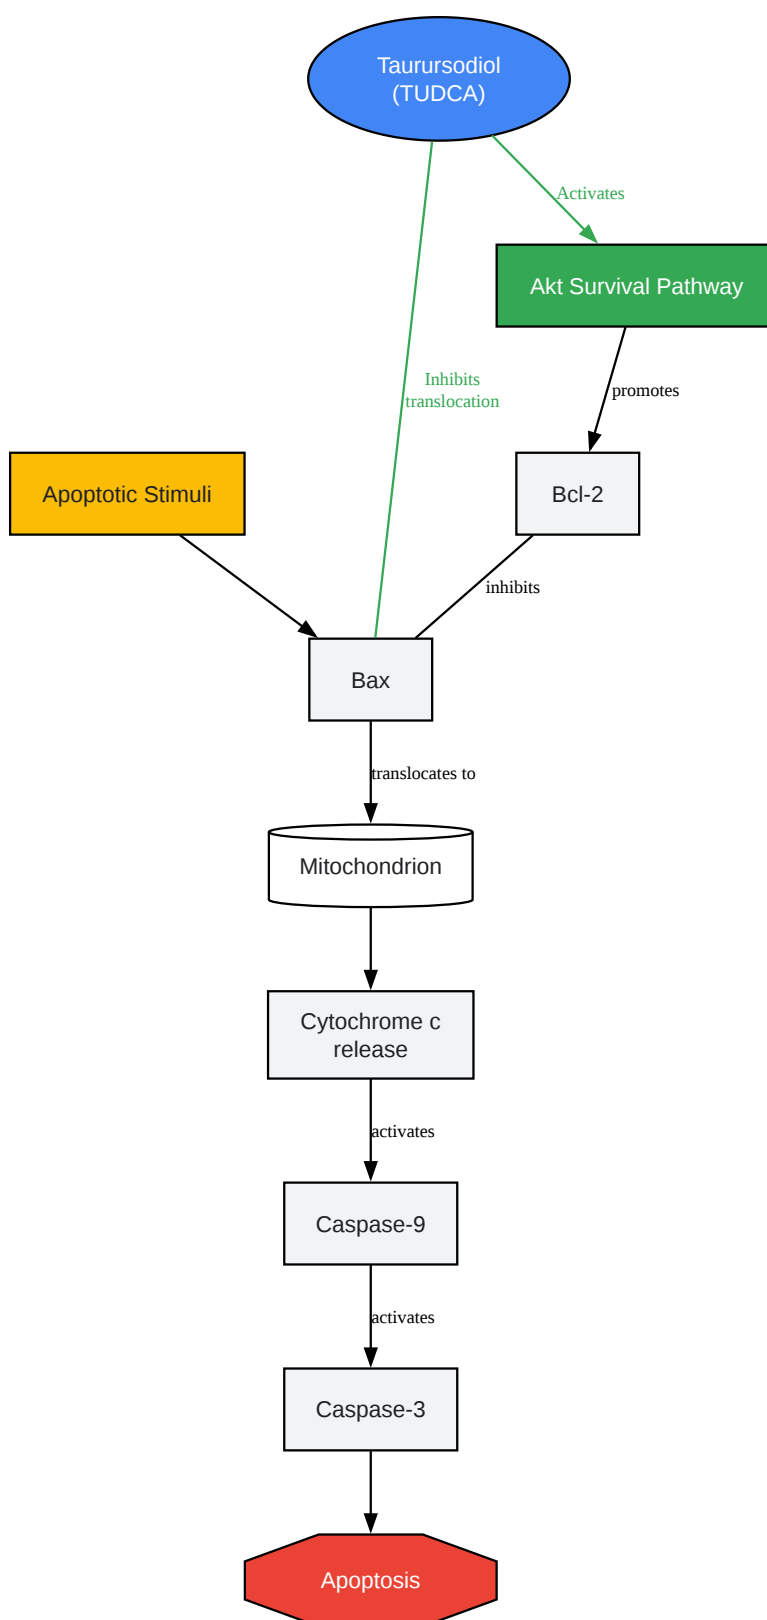 Taurursodiol
(TUDCA)
Activates
Akt Survival Pathway
Inhibits
translocation
promotes
Apoptotic Stimuli
Bcl-2
inhibits
Bax
translocates to
Mitochondrion
Cytochrome c
release
activates
Caspase-9
activates
Caspase-3
Apoptosis